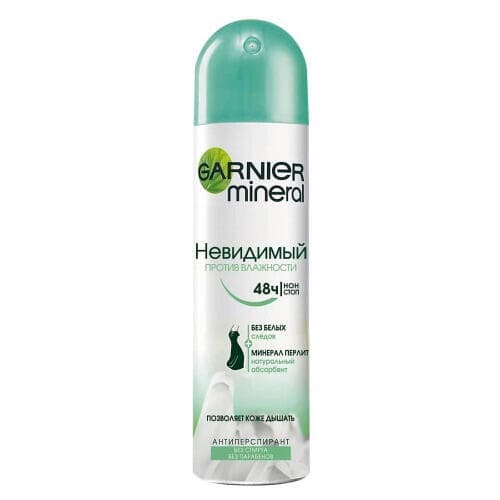 GARNIER
mineral
Невидимый
ПРОТИВ ВЛАЖНОСТИ
48ч НОН
СТОП
БЕЗ БЕЛЫХ
следов
+
МИНЕРАЛ ПЕРЛИТ
натуральный
абсорбент
ПОЗВОЛЯЕТ КОЖЕ ДЫШАТЬ
АНТИПЕРСПИРАНТ
БЕЗ СПИРТА
БЕЗ ПАРАБЕНОВ